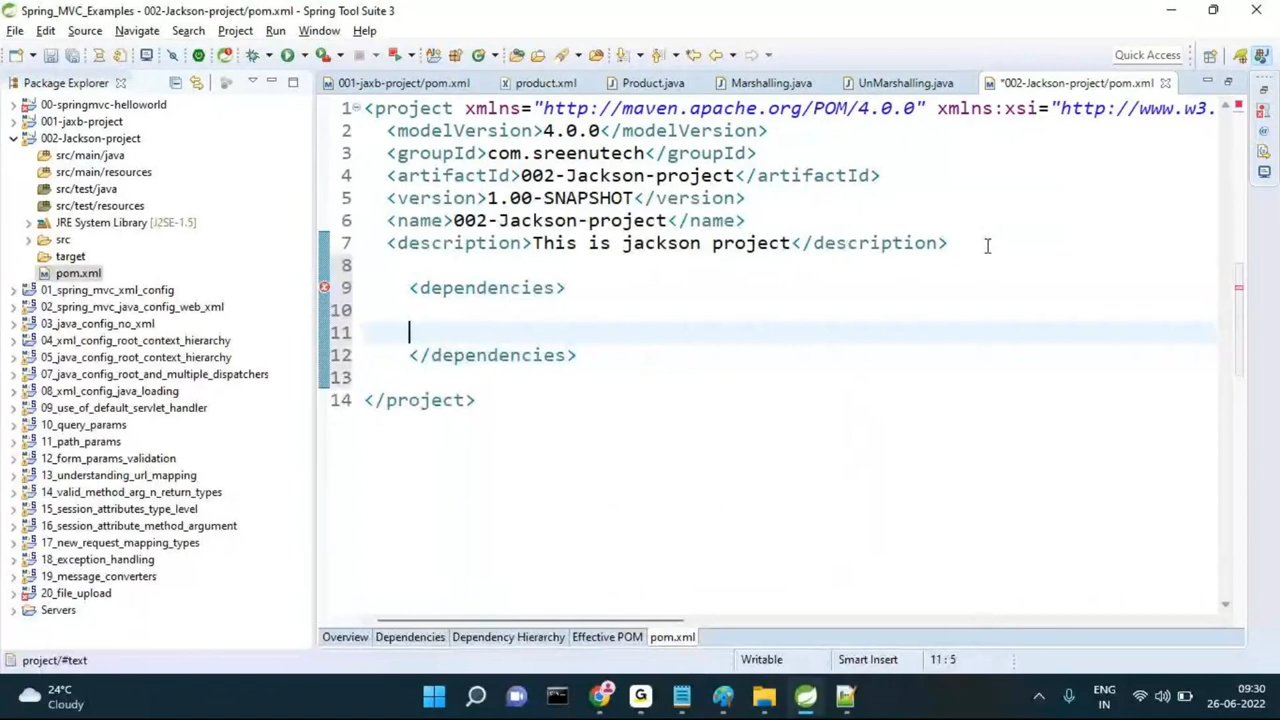 Spring_MVC_Examples - 002-Jackson-project/pom.xml - Spring Tool Suite 3
File Edit Source Navigate Search Project Run Window Help
Quick Access
Package Explorer
001-jaxb-project/pom.xml product.xml Product.java Marshalling.java UnMarshalling.java *002-Jackson-project/pom.xml
00-springmvc-helloworld
001-jaxb-project
002-Jackson-project
src/main/java
src/main/resources
src/test/java
src/test/resources
JRE System Library [J2SE-1.5]
src
target
pom.xml
01_spring_mvc_xml_config
02_spring_mvc_java_config_web_xml
03_java_config_no_xml
04_xml_config_root_context_hierarchy
05_java_config_root_context_hierarchy
07_java_config_root_and_multiple_dispatchers
08_xml_config_java_loading
09_use_of_default_servlet_handler
10_query_params
11_path_params
12_form_params_validation
13_understanding_url_mapping
14_valid_method_arg_n_return_types
15_session_attributes_type_level
16_session_attribute_method_argument
17_new_request_mapping_types
18_exception_handling
19_message_converters
20_file_upload
Servers
1 <project xmlns="http://maven.apache.org/POM/4.0.0" xmlns:xsi="http://www.w3.
2 <modelVersion>4.0.0</modelVersion>
3 <groupId>com.sreenutech</groupId>
4 <artifactId>002-Jackson-project</artifactId>
5 <version>1.00-SNAPSHOT</version>
6 <name>002-Jackson-project</name>
7 <description>This is jackson project</description>
8
9 <dependencies>
10
11
12 </dependencies>
13
14 </project>
Overview Dependencies Dependency Hierarchy Effective POM pom.xml
project/#text
Writable Smart Insert 11 : 5
24°C
Cloudy
ENG
IN
09:30
26-06-2022